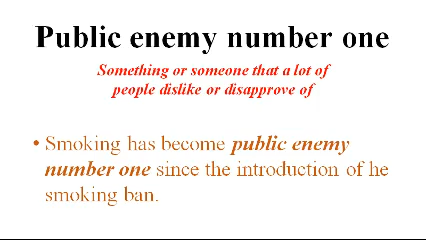 Public enemy number one
Something or someone that a lot of
people dislike or disapprove of
• Smoking has become public enemy
number one since the introduction of he
smoking ban.